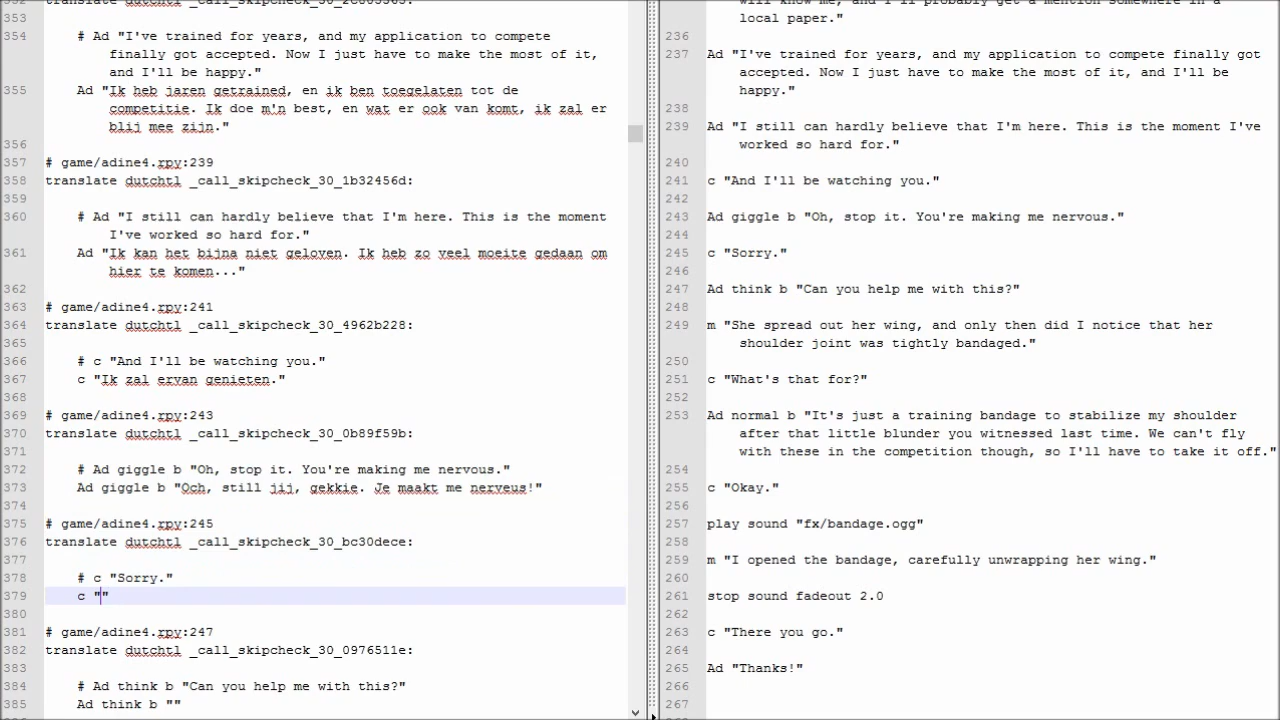 352
translate dutchtl _call_skipcheck_30_2c005565:
353
354 # Ad "I've trained for years, and my application to compete
finally got accepted. Now I just have to make the most of it,
and I'll be happy."
355 Ad "Ik heb jaren getrained, en ik ben toegelaten tot de
competitie. Ik doe m'n best, en wat er ook van komt, ik zal er
blij mee zijn."
356
357 # game/adine4.rpy:239
358 translate dutchtl _call_skipcheck_30_1b32456d:
359
360 # Ad "I still can hardly believe that I'm here. This is the moment
I've worked so hard for."
361 Ad "Ik kan het bijna niet geloven. Ik heb zo veel moeite gedaan om
hier te komen..."
362
363 # game/adine4.rpy:241
364 translate dutchtl _call_skipcheck_30_4962b228:
365
366 # c "And I'll be watching you."
367 c "Ik zal ervan genieten."
368
369 # game/adine4.rpy:243
370 translate dutchtl _call_skipcheck_30_0b89f59b:
371
372 # Ad giggle b "Oh, stop it. You're making me nervous."
373 Ad giggle b "Och, still jij, gekkie. Je maakt me nerveus!"
374
375 # game/adine4.rpy:245
376 translate dutchtl _call_skipcheck_30_bc30dece:
377
378 # c "Sorry."
379 c ""
380
381 # game/adine4.rpy:247
382 translate dutchtl _call_skipcheck_30_0976511e:
383
384 # Ad think b "Can you help me with this?"
385 Ad think b ""
will know me, and I'll probably get a mention somewhere in a
local paper."
236
237 Ad "I've trained for years, and my application to compete finally got
accepted. Now I just have to make the most of it, and I'll be
happy."
238
239 Ad "I still can hardly believe that I'm here. This is the moment I've
worked so hard for."
240
241 c "And I'll be watching you."
242
243 Ad giggle b "Oh, stop it. You're making me nervous."
244
245 c "Sorry."
246
247 Ad think b "Can you help me with this?"
248
249 m "She spread out her wing, and only then did I notice that her
shoulder joint was tightly bandaged."
250
251 c "What's that for?"
252
253 Ad normal b "It's just a training bandage to stabilize my shoulder
after that little blunder you witnessed last time. We can't fly
with these in the competition though, so I'll have to take it off."
254
255 c "Okay."
256
257 play sound "fx/bandage.ogg"
258
259 m "I opened the bandage, carefully unwrapping her wing."
260
261 stop sound fadeout 2.0
262
263 c "There you go."
264
265 Ad "Thanks!"
266
267